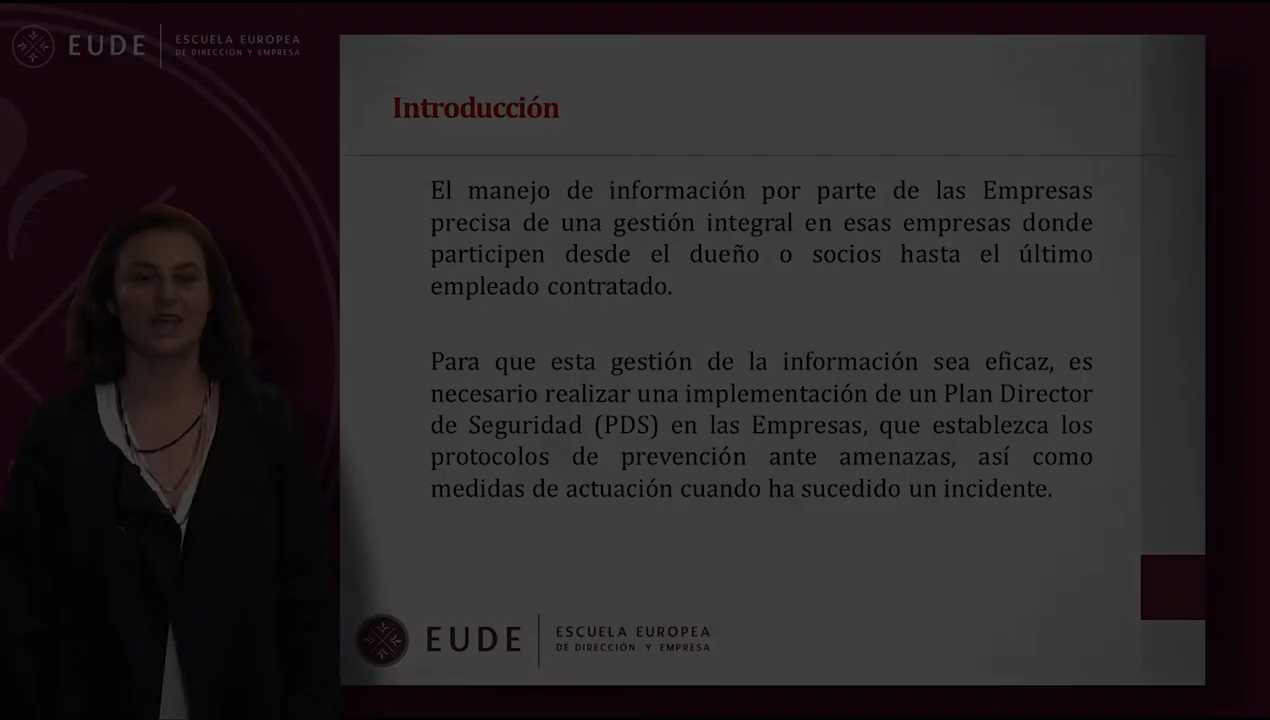 EUDE
ESCUELA EUROPEA
DE DIRECCIÓN Y EMPRESA
Introducción
El manejo de información por parte de las Empresas
precisa de una gestión integral en esas empresas donde
participen desde el dueño o socios hasta el último
empleado contratado.
Para que esta gestión de la información sea eficaz, es
necesario realizar una implementación de un Plan Director
de Seguridad (PDS) en las Empresas, que establezca los
protocolos de prevención ante amenazas, así como
medidas de actuación cuando ha sucedido un incidente.
EUDE
ESCUELA EUROPEA
DE DIRECCIÓN Y EMPRESA